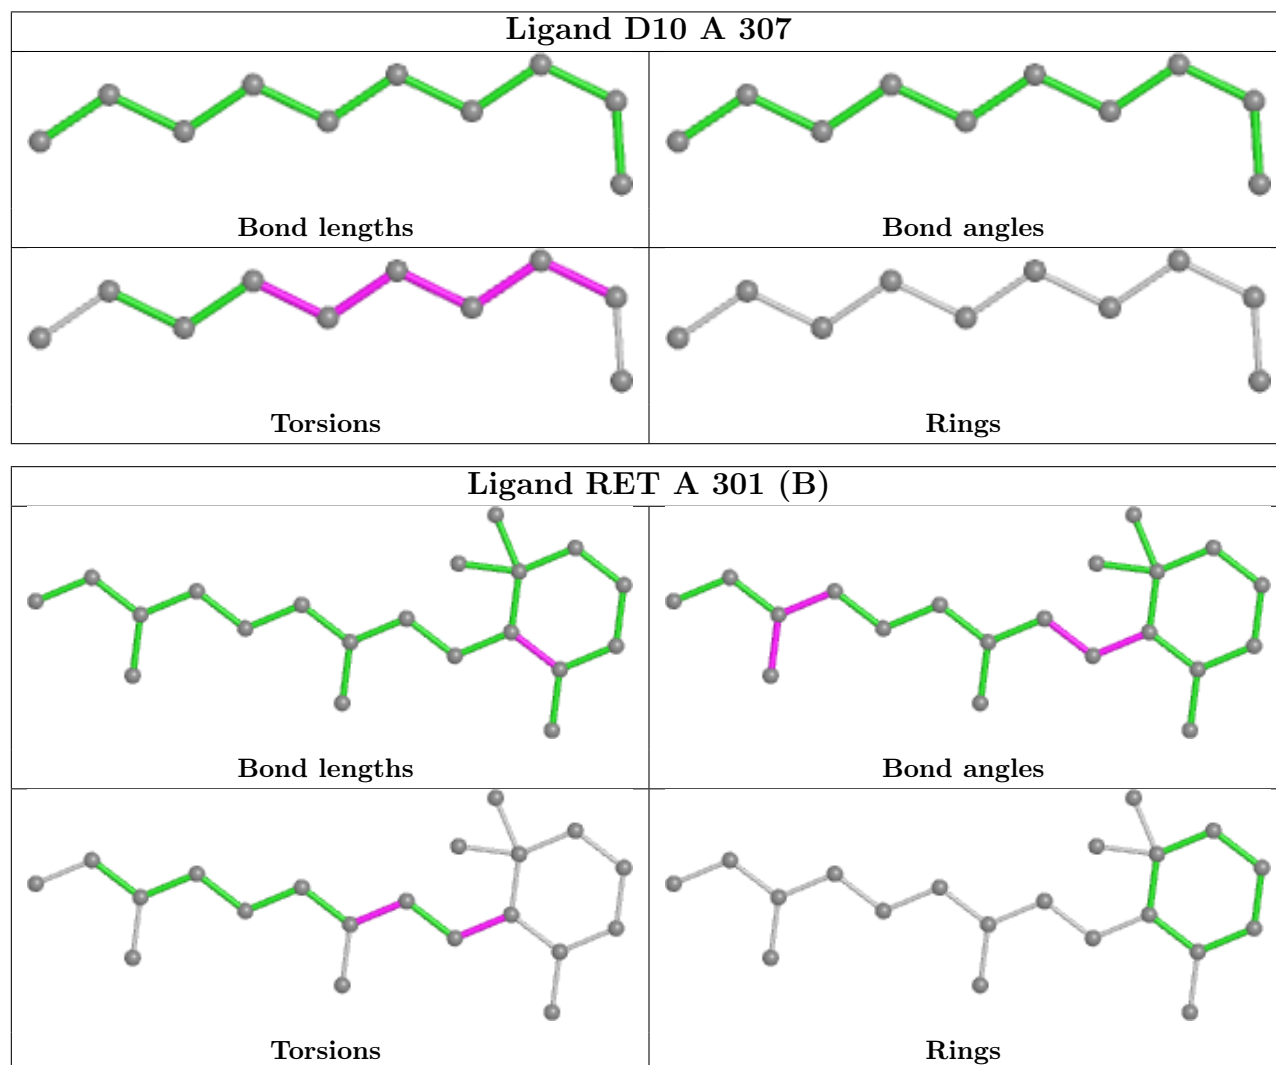 Ligand D10 A 307
Bond lengths
Bond angles
Torsions
Rings
Ligand RET A 301 (B)
Bond lengths
Bond angles
Torsions
Rings